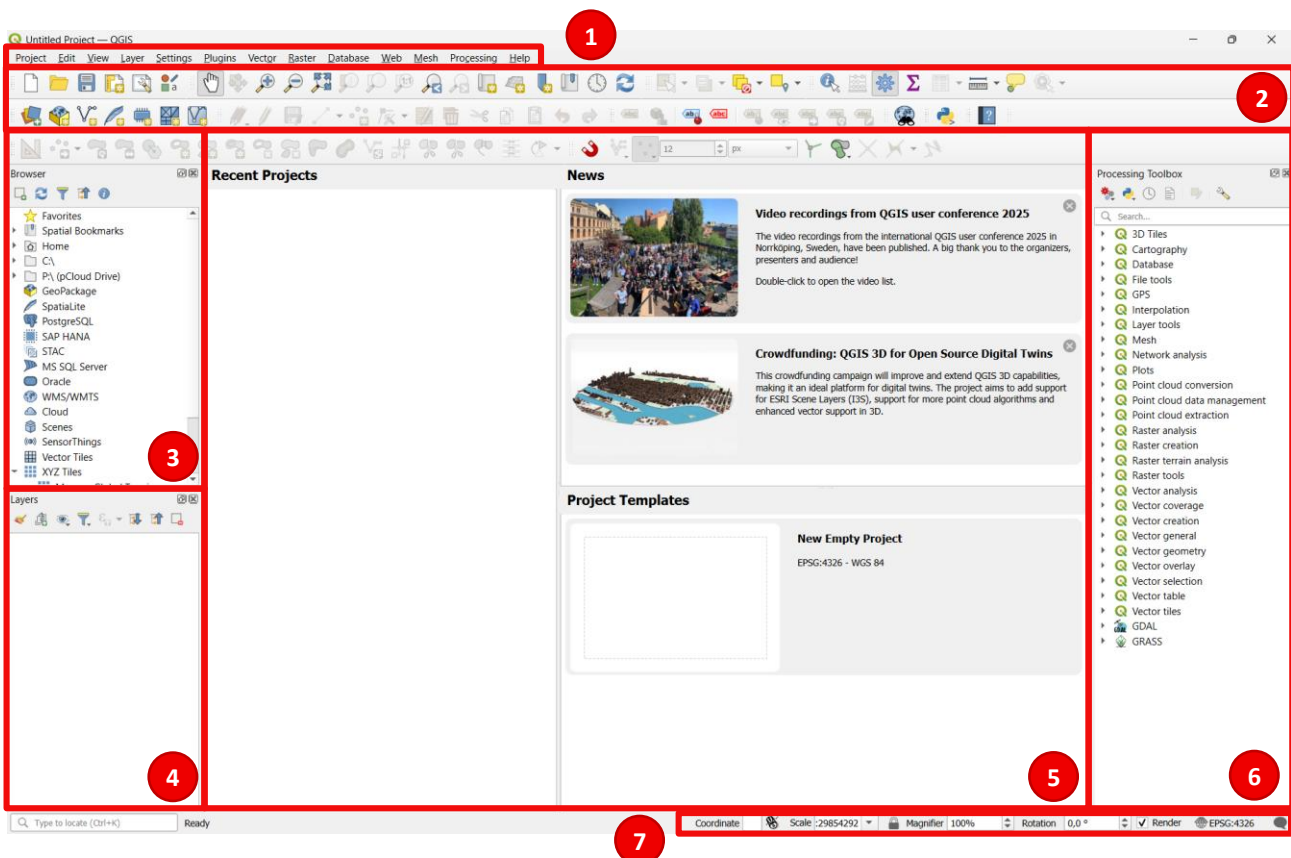 1
Untitled Project — QGIS
Project Edit View Layer Settings Plugins Vector Raster Database Web Mesh Processing Help
2
12 px
Browser
Favorites
Spatial Bookmarks
Home
C:\
P:\ (pCloud Drive)
GeoPackage
SpatiaLite
PostgreSQL
SAP HANA
STAC
MS SQL Server
Oracle
WMS/WMTS
Cloud
Scenes
SensorThings
Vector Tiles
XYZ Tiles
3
Layers
4
Recent Projects
News
Video recordings from QGIS user conference 2025
The video recordings from the international QGIS user conference 2025 in
Norrköping, Sweden, have been published. A big thank you to the organizers,
presenters and audience!
Double-click to open the video list.
Crowdfunding: QGIS 3D for Open Source Digital Twins
This crowdfunding campaign will improve and extend QGIS 3D capabilities,
making it an ideal platform for digital twins. The project aims to add support
for ESRI Scene Layers (I3S), support for more point cloud algorithms and
enhanced vector support in 3D.
Project Templates
New Empty Project
EPSG:4326 - WGS 84
5
Processing Toolbox
Search...
3D Tiles
Cartography
Database
File tools
GPS
Interpolation
Layer tools
Mesh
Network analysis
Plots
Point cloud conversion
Point cloud data management
Point cloud extraction
Raster analysis
Raster creation
Raster terrain analysis
Raster tools
Vector analysis
Vector coverage
Vector creation
Vector general
Vector geometry
Vector overlay
Vector selection
Vector table
Vector tiles
GDAL
GRASS
6
Type to locate (Ctrl+K) Ready
7
Coordinate Scale :29854292 Magnifier 100% Rotation 0,0 ° Render EPSG:4326